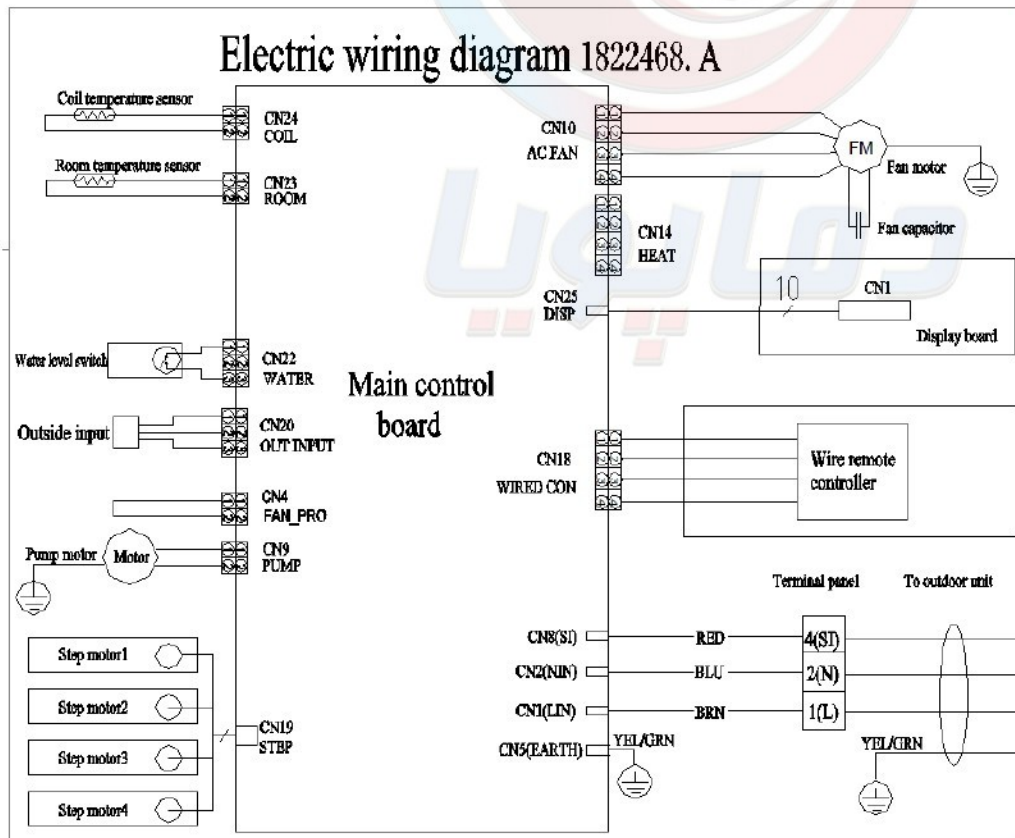 Electric wiring diagram 1822468. A
Coil temperature sensor
CN24
COIL
Room temperature sensor
CN23
ROOM
Water level switch
CN22
WATER
Outside input
CN20
OUT INPUT
CN4
FAN_PRO
Pump motor
Motor
CN9
PUMP
Step motor1
Step motor2
Step motor3
Step motor4
CN19
STEP
Main control
board
CN10
AC FAN
FM
Fan motor
Fan capacitor
CN14
HEAT
CN25
DISP
10
CN1
Display board
CN18
WIRED CON
Wire remote
controller
Terminal panel
To outdoor unit
CN8(SI)
RED
4(SI)
CN2(NIN)
BLU
2(N)
CN1(LIN)
BRN
1(L)
CN5(EARTH)
YEL/GRN
YEL/GRN
دماپویا